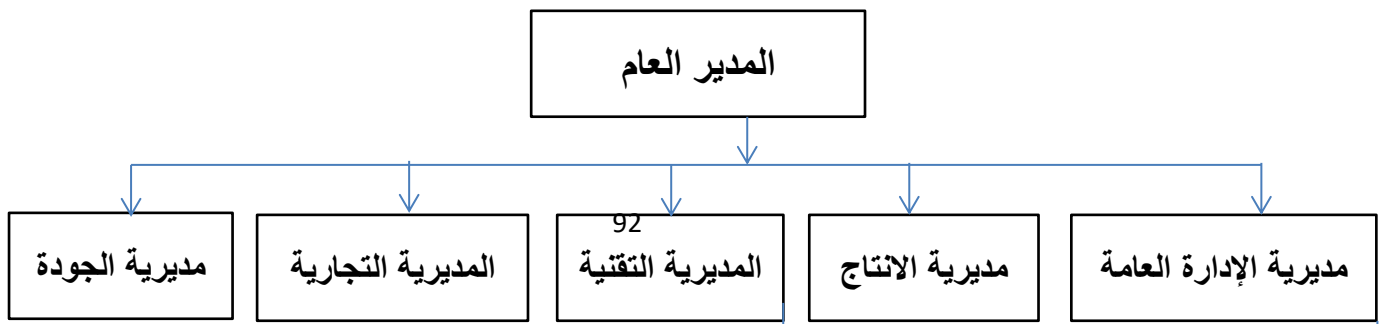 المدير العام
92
مديرية الإدارة العامة
مديرية الانتاج
المديرية التقنية
المديرية التجارية
مديرية الجودة